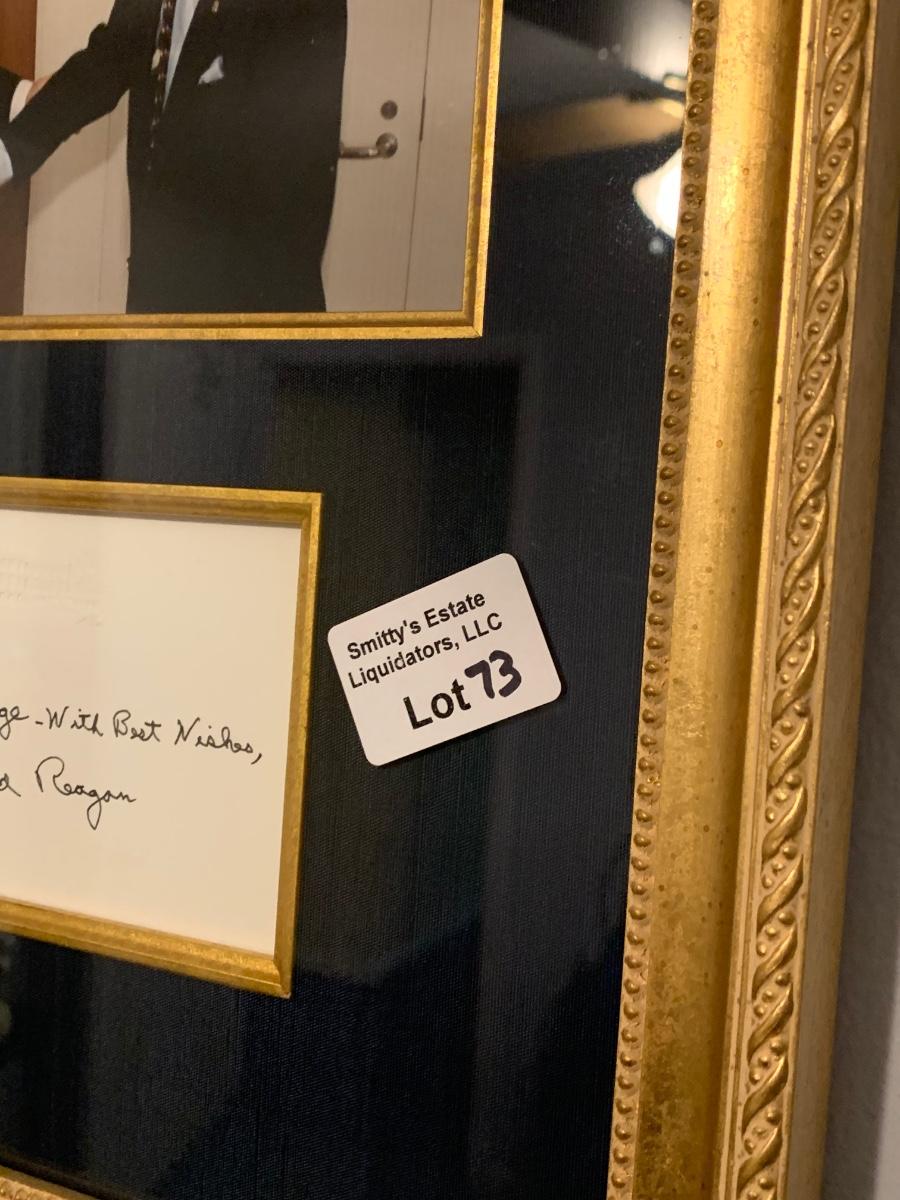 ge - With Best Wishes,
d Reagan
Smitty's Estate
Liquidators, LLC
Lot 73